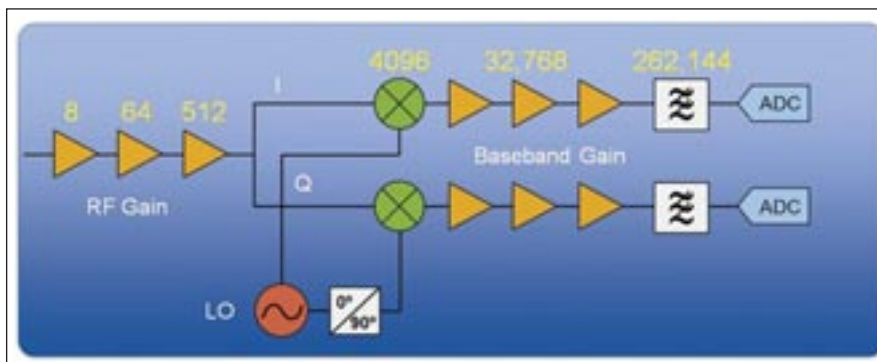 4096 32,768 262,144
8 64 512 I ADC
Baseband Gain
RF Gain Q
ADC
LO 0° 90°